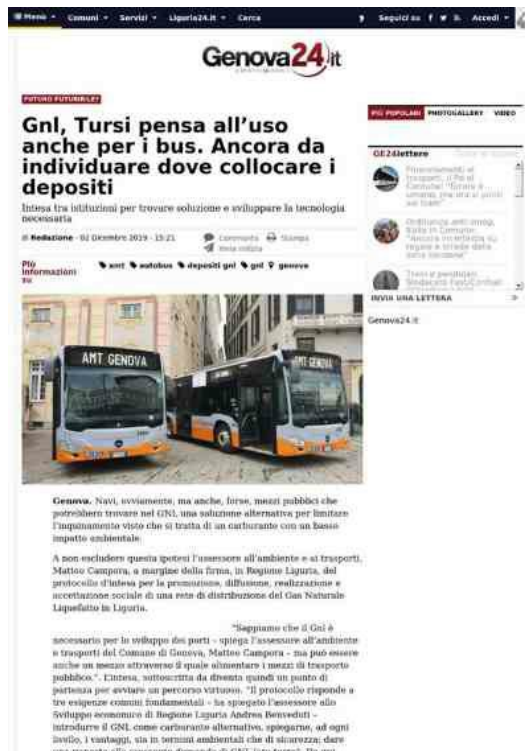 Menù Comuni Servizi Liguria24.it Cerca Seguici su Accedi
Genova24.it
FUTURO FUTURIBILE?
Gnl, Tursi pensa all’uso
anche per i bus. Ancora da
individuare dove collocare i
depositi
Intesa tra istituzioni per trovare soluzione e sviluppare la tecnologia
necessaria
di Redazione - 02 Dicembre 2019 - 15:21
Commenta Stampa
Invia notizia
Più
informazioni
su
amt autobus depositi gnl gnl genova
AMT GENOVA
AMT GENOVA
Genova. Navi, ovviamente, ma anche, forse, mezzi pubblici che
potrebbero trovare nel GNL una soluzione alternativa per limitare
l’inquinamento visto che si tratta di un carburante con un basso
impatto ambientale.
A non escludere questa ipotesi l’assessore all’ambiente e ai trasporti,
Matteo Campora, a margine della firma, in Regione Liguria, del
protocollo d’intesa per la promozione, diffusione, realizzazione e
accettazione sociale di una rete di distribuzione del Gas Naturale
Liquefatto in Liguria.
"Sappiamo che il Gnl è
necessario per lo sviluppo dei porti – spiega l’assessore all’ambiente
e trasporti del Comune di Genova, Matteo Campora – ma può essere
anche un mezzo attraverso il quale alimentare i mezzi di trasporto
pubblico.". L’intesa, sottoscritta da diventa quindi un punto di
partenza per avviare un percorso virtuoso. "Il protocollo risponde a
tre esigenze comuni fondamentali – ha spiegato l’assessore allo
Sviluppo economico di Regione Liguria Andrea Benveduti –
introdurre il GNL come carburante alternativo, spiegarne, ad ogni
livello, i vantaggi, sia in termini ambientali che di sicurezza; dare
PIÙ POPOLARI PHOTOGALLERY VIDEO
GE24lettere
INVIA UNA LETTERA
Genova24.it